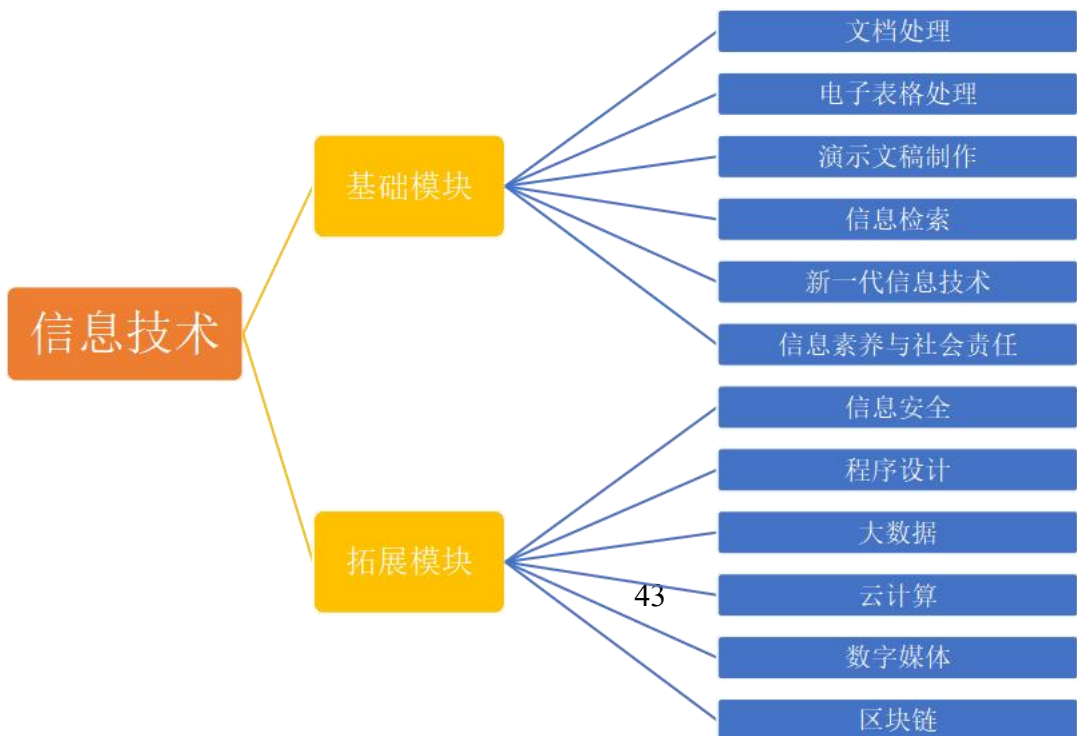 信息技术
基础模块
文档处理
电子表格处理
演示文稿制作
信息检索
新一代信息技术
信息素养与社会责任
拓展模块
信息安全
程序设计
大数据
云计算
数字媒体
区块链
43